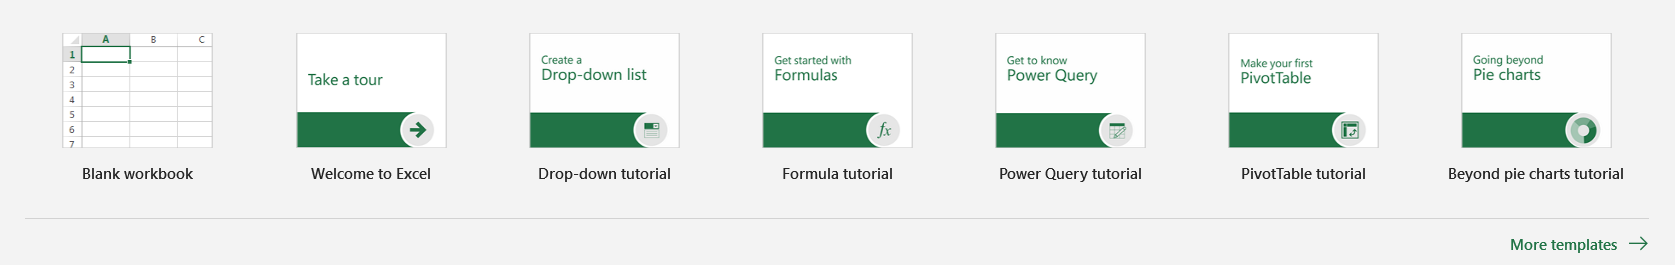 A B C
1
2
3
4
5
6
7
Blank workbook
Take a tour
Welcome to Excel
Create a
Drop-down list
Drop-down tutorial
Get started with
Formulas
fx
Formula tutorial
Get to know
Power Query
Power Query tutorial
Make your first
PivotTable
PivotTable tutorial
Going beyond
Pie charts
Beyond pie charts tutorial
More templates